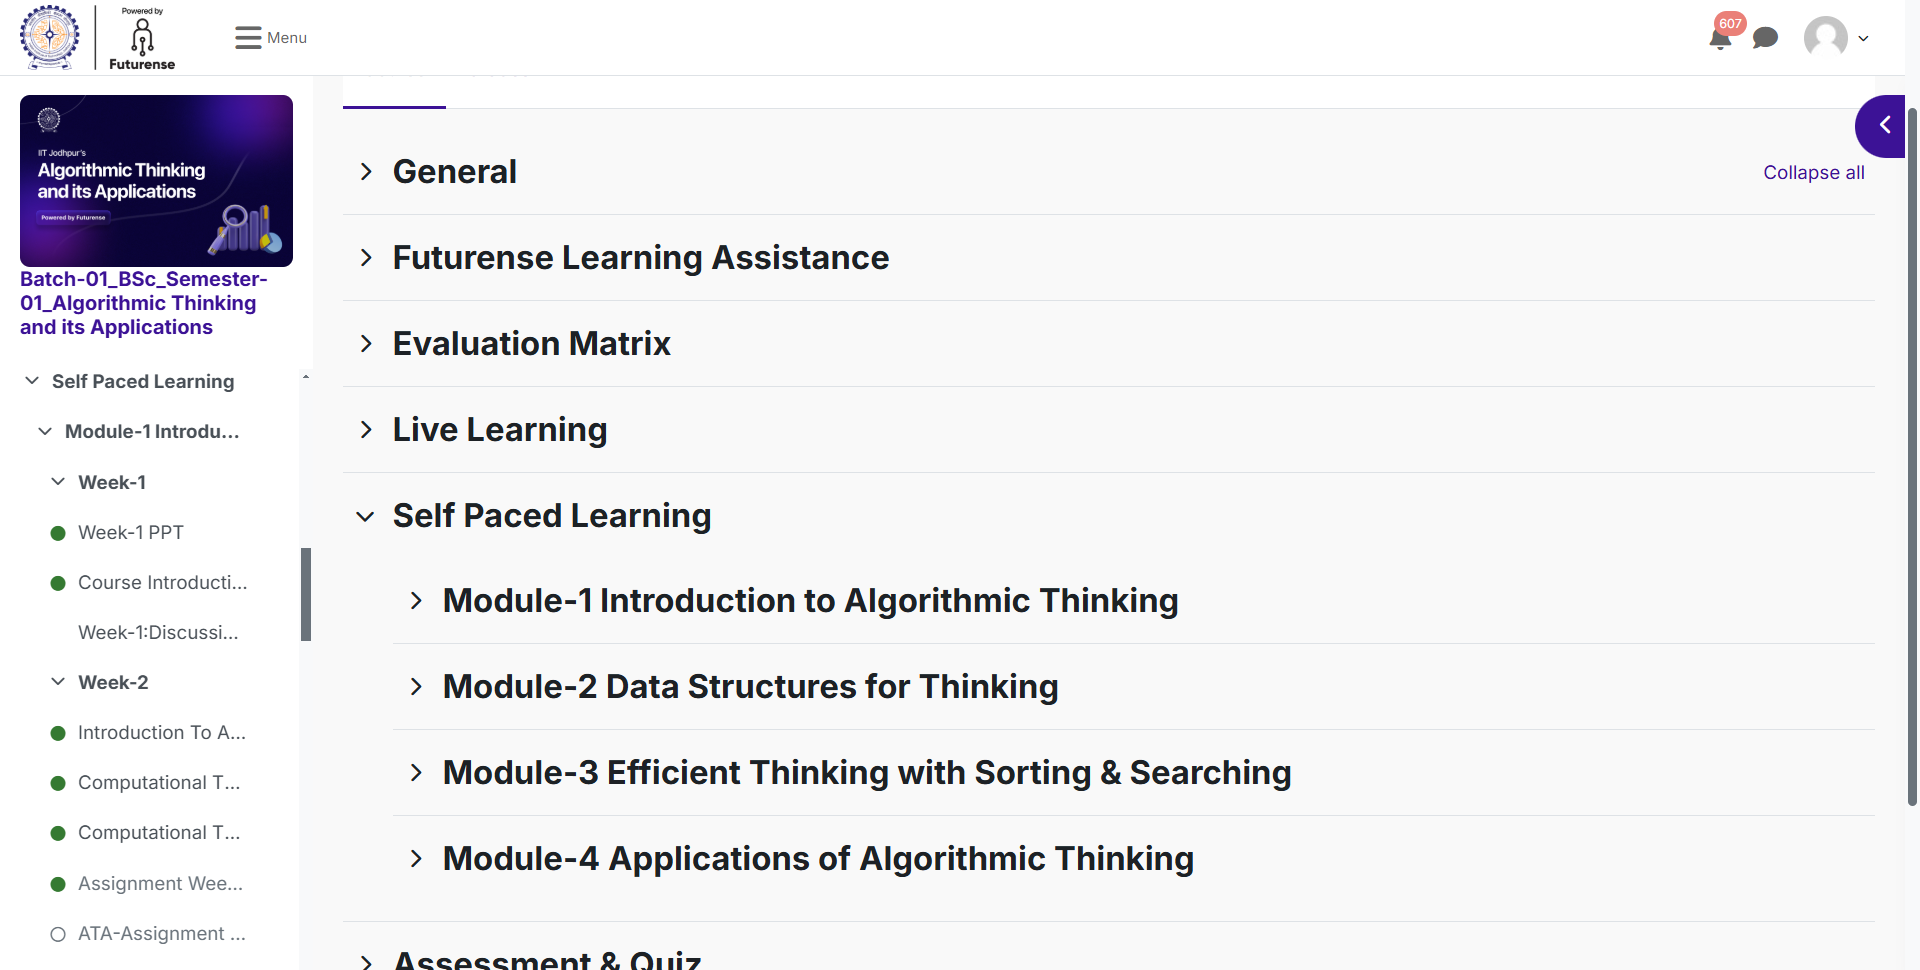 Powered by
Futurense
Menu
607
IIT Jodhpur's
Algorithmic Thinking
and its Applications
Powered by Futurense
Batch-01_BSc_Semester-
01_Algorithmic Thinking
and its Applications
Self Paced Learning
Module-1 Introdu...
Week-1
Week-1 PPT
Course Introducti...
Week-1:Discussi...
Week-2
Introduction To A...
Computational T...
Computational T...
Assignment Wee...
ATA-Assignment ...
General
Collapse all
Futurense Learning Assistance
Evaluation Matrix
Live Learning
Self Paced Learning
Module-1 Introduction to Algorithmic Thinking
Module-2 Data Structures for Thinking
Module-3 Efficient Thinking with Sorting & Searching
Module-4 Applications of Algorithmic Thinking
Assessment & Quiz